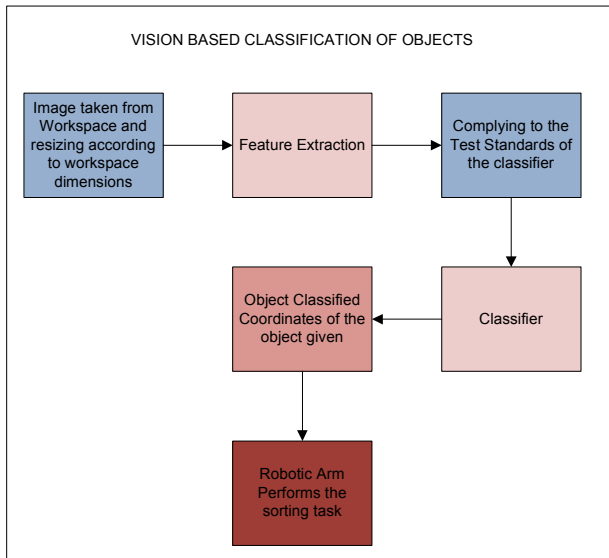 VISION BASED CLASSIFICATION OF OBJECTS
Image taken from
Workspace and
resizing according
to workspace
dimensions
Feature Extraction
Complying to the
Test Standards of
the classifier
Object Classified
Coordinates of the
object given
Classifier
Robotic Arm
Performs the
sorting task